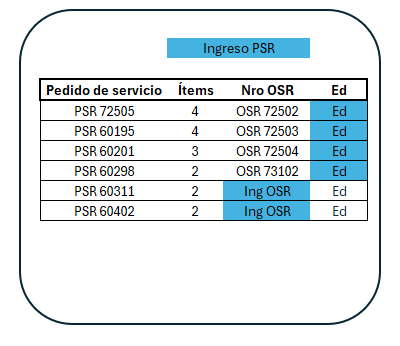 Ingreso PSR
Pedido de servicio Ítems Nro OSR Ed
PSR 72505 4 OSR 72502 Ed
PSR 60195 4 OSR 72503 Ed
PSR 60201 3 OSR 72504 Ed
PSR 60298 2 OSR 73102 Ed
PSR 60311 2 Ing OSR Ed
PSR 60402 2 Ing OSR Ed